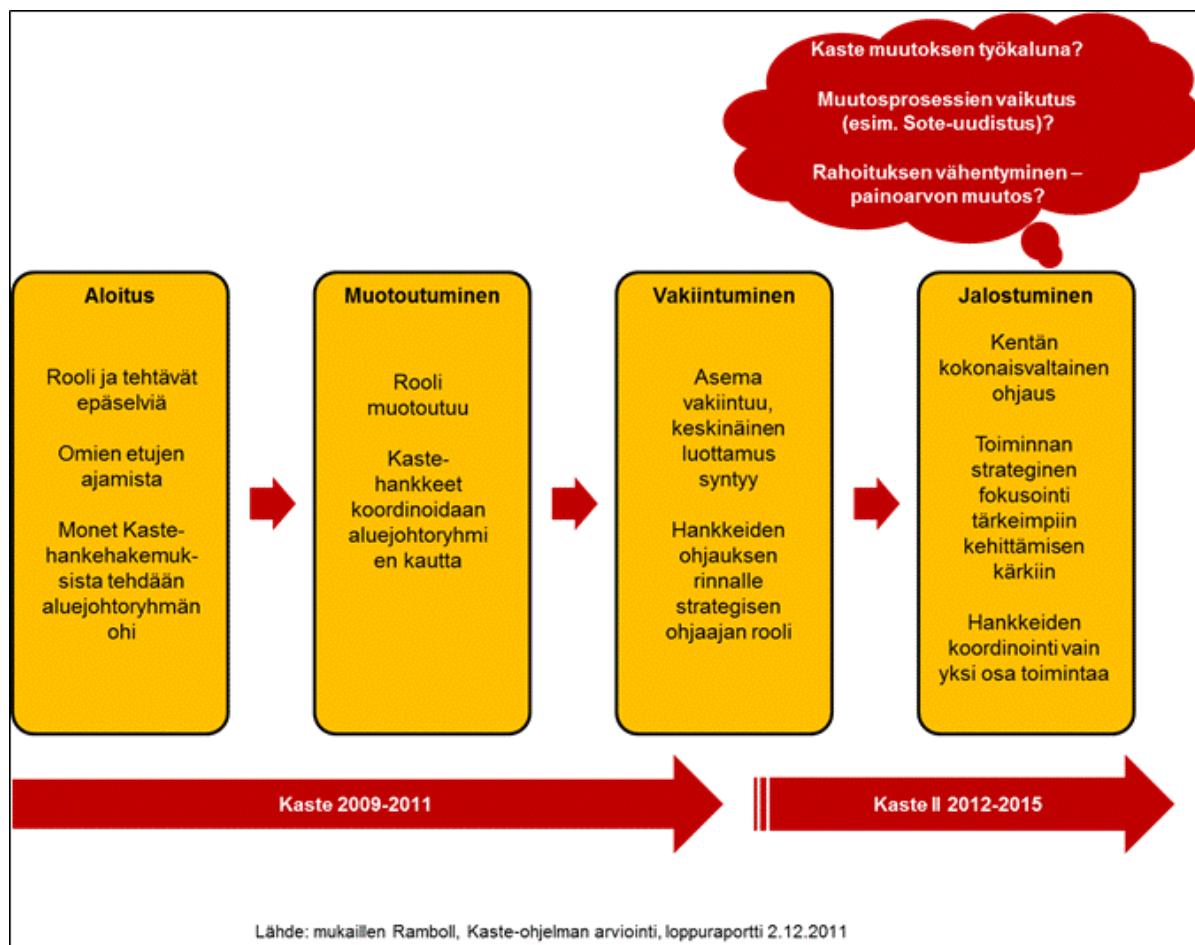 Kaste muutoksen työkaluna?
Muutosprosessien vaikutus
(esim. Sote-uudistus)?
Rahoituksen vähentyminen –
painoarvon muutos?
Aloitus
Rooli ja tehtävät
epäselviä
Omien etujen
ajamista
Monet Kaste-
hankehakemuk-
sista tehdään
aluejohtoryhmän
ohi
Muotoutuminen
Rooli
muotoutuu
Kaste-
hankkeet
koordinoidaan
aluejohtoryhmi
en kautta
Vakiintuminen
Asema
vakiintuu,
keskinäinen
luottamus
syntyy
Hankkeiden
ohjauksen
rinnalle
strategisen
ohjaajan rooli
Jalostuminen
Kentän
kokonaisvaltainen
ohjaus
Toiminnan
strateginen
fokusointi
tärkeimpiin
kehittämisen
kärkiin
Hankkeiden
koordinointi vain
yksi osa toimintaa
Kaste 2009-2011
Kaste II 2012-2015
Lähde: mukaillen Ramboll, Kaste-ohjelman arviointi, loppuraportti 2.12.2011